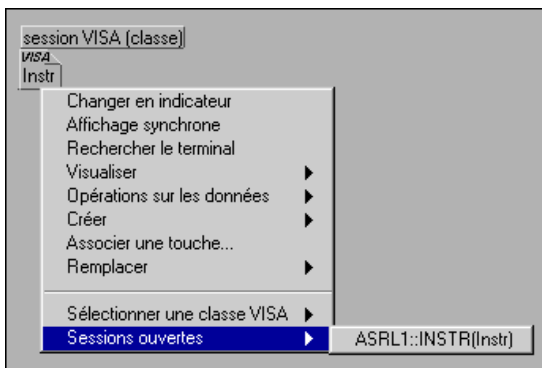 session VISA (classe)
VISA
Instr
Changer en indicateur
Affichage synchrone
Rechercher le terminal
Visualiser
Opérations sur les données
Créer
Associer une touche...
Remplacer
Sélectionner une classe VISA
Sessions ouvertes
ASRL1::INSTR(Instr)